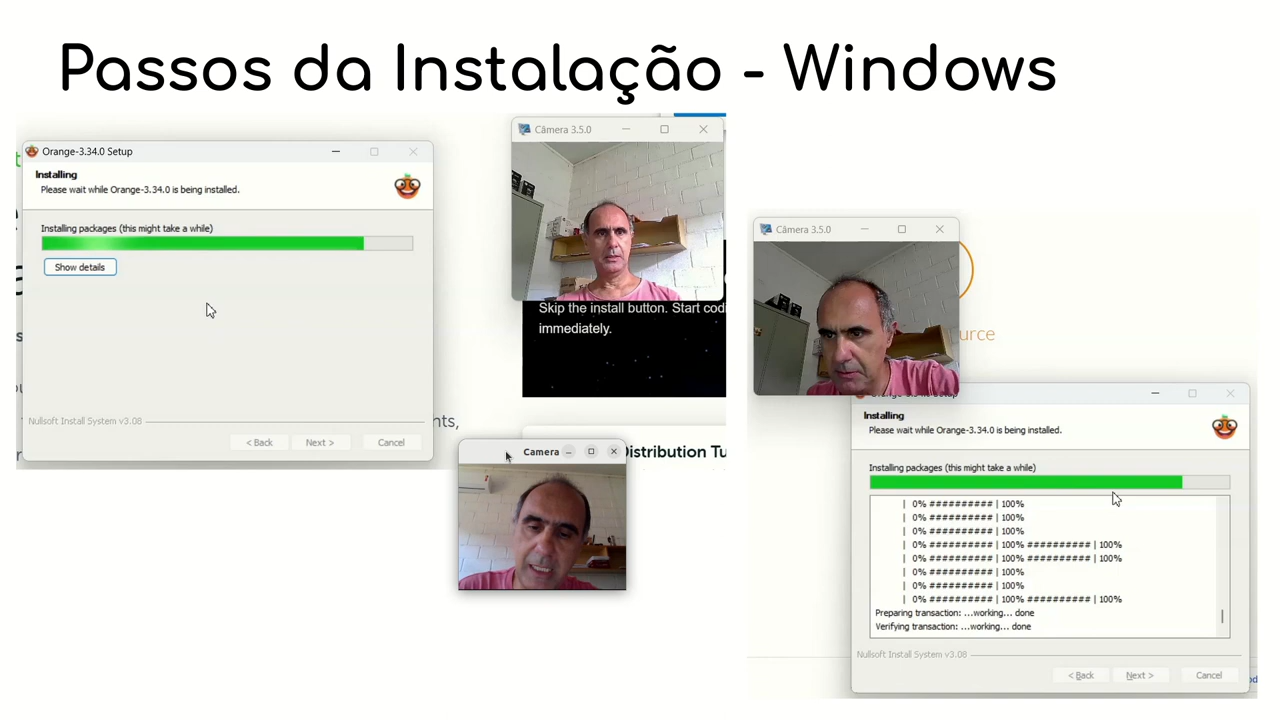 Passos da Instalação - Windows
Orange-3.34.0 Setup
Installing
Please wait while Orange-3.34.0 is being installed.
Installing packages (this might take a while)
Show details
Nullsoft Install System v3.08
< Back
Next >
Cancel
hts,
Câmera 3.5.0
Skip the install button. Start codi
immediately.
Distribution Tu
Camera
Câmera 3.5.0
urce
Installing
Please wait while Orange-3.34.0 is being installed.
Installing packages (this might take a while)
| 0% ########## | 100%
| 0% ########## | 100%
| 0% ########## | 100%
| 0% ########## | 100% ########## | 100%
| 0% ########## | 100% ########## | 100%
| 0% ########## | 100%
| 0% ########## | 100%
| 0% ########## | 100% ########## | 100%
Preparing transaction: ...working... done
Verifying transaction: ...working... done
Nullsoft Install System v3.08
< Back
Next >
Cancel